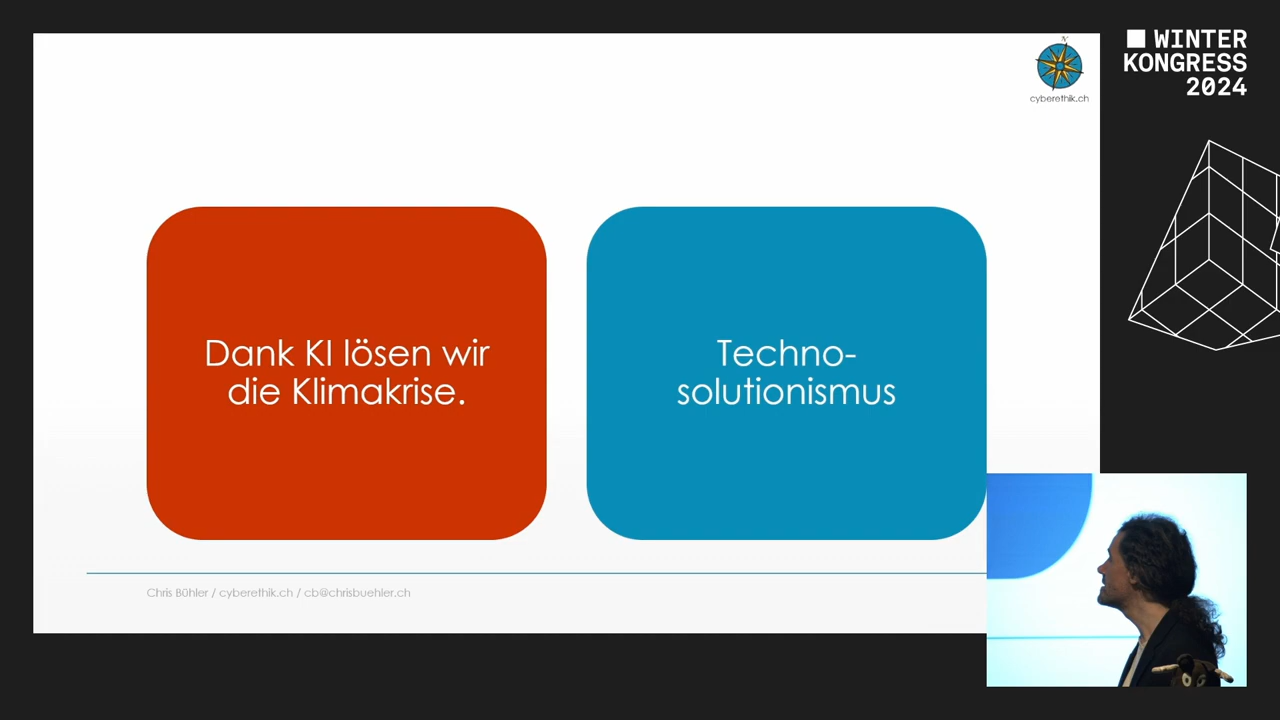 cyberethik.ch
WINTER
KONGRESS
2024
Dank KI lösen wir
die Klimakrise.
Techno-
solutionismus
Chris Bühler / cyberethik.ch / cb@chrisbuehler.ch